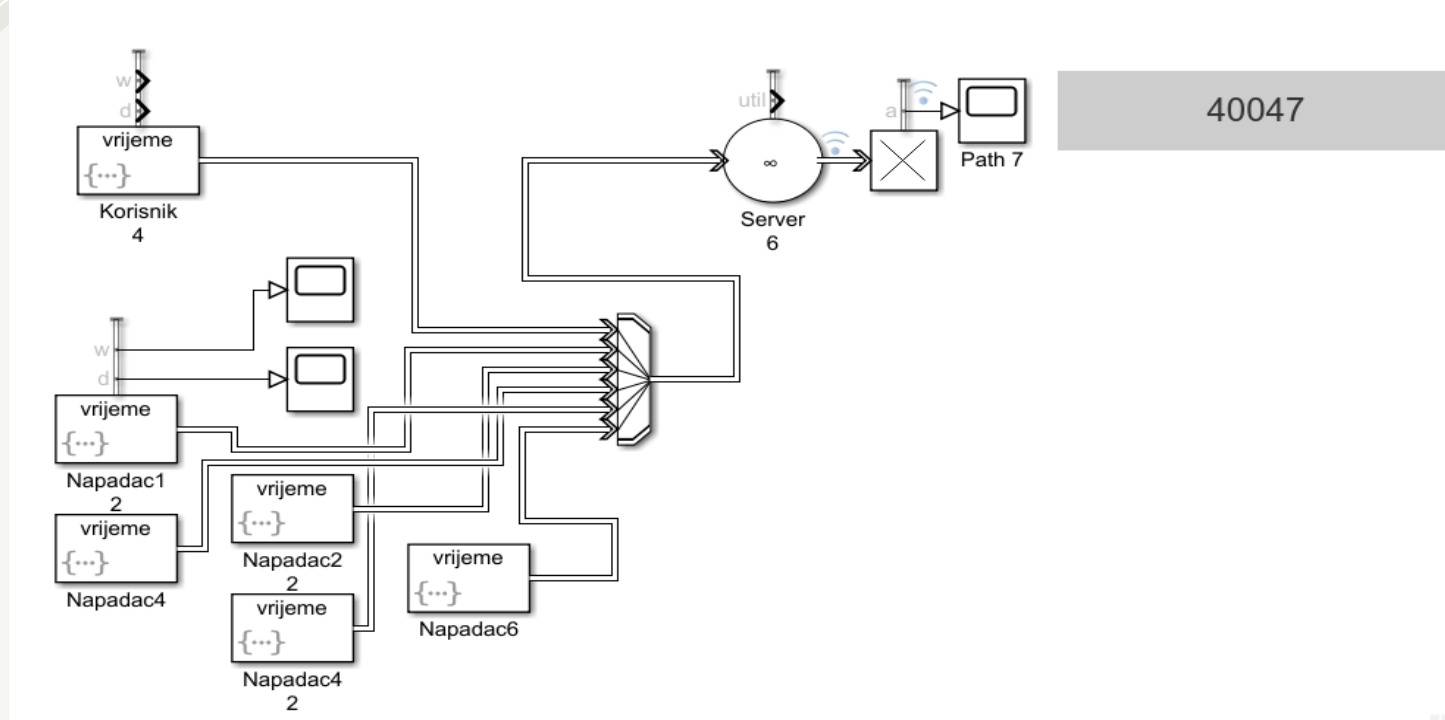 w
d
vrijeme
{···}
Korisnik
4
util
∞
Server
6
a
Path 7
40047
w
d
vrijeme
{···}
Napadac1
2
vrijeme
{···}
Napadac4
vrijeme
{···}
Napadac2
2
vrijeme
{···}
Napadac4
2
vrijeme
{···}
Napadac6